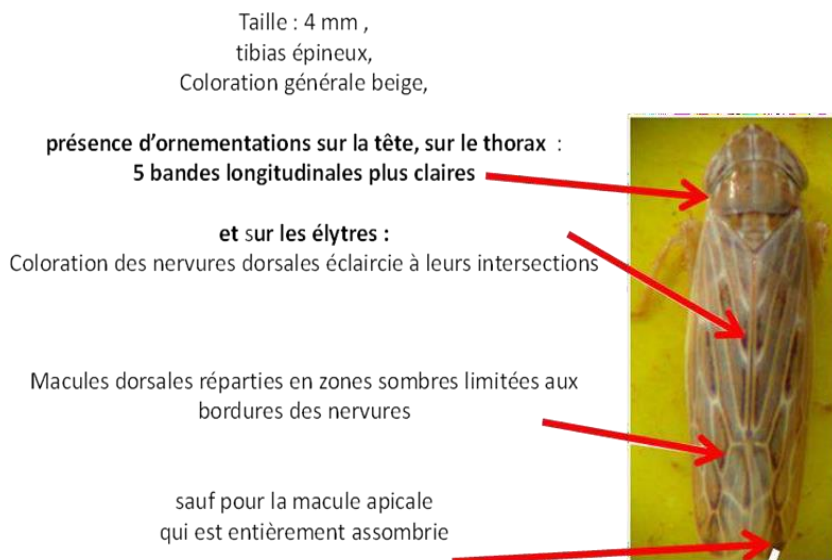 Taille : 4 mm ,
tibias épineux,
Coloration générale beige,
présence d'ornementations sur la tête, sur le thorax :
5 bandes longitudinales plus claires
et sur les élytres :
Coloration des nervures dorsales éclaircie à leurs intersections
Macules dorsales réparties en zones sombres limitées aux
bordures des nervures
sauf pour la macule apicale
qui est entièrement assombrie